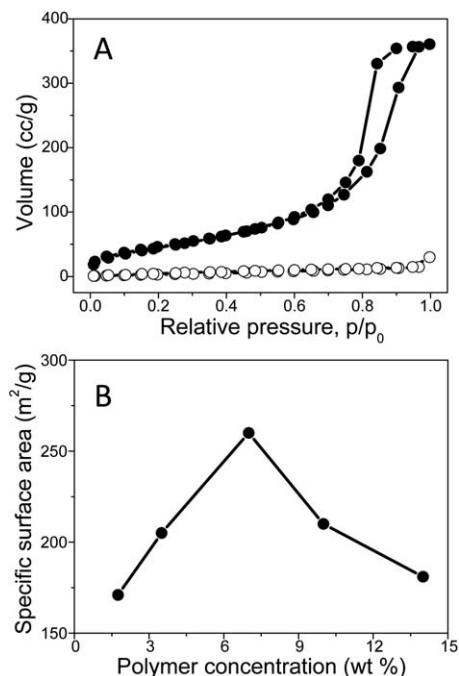 A
Volume (cc/g)
400
300
200
100
0
0.0 0.2 0.4 0.6 0.8 1.0
Relative pressure, p/p₀
B
Specific surface area (m²/g)
300
250
200
150
0 3 6 9 12 15
Polymer concentration (wt %)